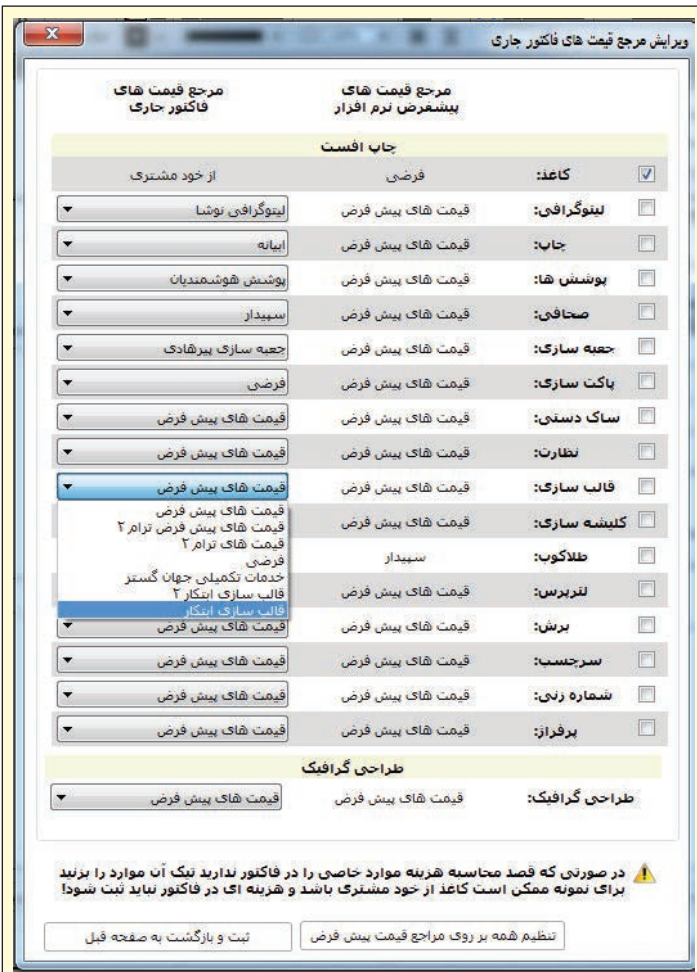 ویرایش مرجع قیمت های فاکتور جاری
مرجع قیمت های
پیشفرض نرم افزار
مرجع قیمت های
فاکتور جاری
چاپ افست
کاغذ: فرضی از خود مشتری
لیتوگرافی: قیمت های پیش فرض لیتوگرافی نوشا
چاپ: قیمت های پیش فرض ابیانه
پوشش ها: قیمت های پیش فرض پوشش هوشمندیان
صحافی: قیمت های پیش فرض سپیدار
جعبه سازی: قیمت های پیش فرض جعبه سازی پیرهادی
پاکت سازی: قیمت های پیش فرض فرضی
ساک دستی: قیمت های پیش فرض قیمت های پیش فرض
نظارت: قیمت های پیش فرض قیمت های پیش فرض
قالب سازی: قیمت های پیش فرض قیمت های پیش فرض
قیمت های پیش فرض
قیمت های پیش فرض ترام ۲
قیمت های ترام ۲
فرضی
خدمات تکمیلی جهان گستر
قالب سازی ابتکار ۲
قالب سازی ابتکار
کلیشه سازی: قیمت های پیش فرض
طلاکوب: سپیدار
لترپرس: قیمت های پیش فرض
برش: قیمت های پیش فرض قیمت های پیش فرض
سرچسب: قیمت های پیش فرض قیمت های پیش فرض
شماره زنی: قیمت های پیش فرض قیمت های پیش فرض
پرفراژ: قیمت های پیش فرض قیمت های پیش فرض
طراحی گرافیک
طراحی گرافیک: قیمت های پیش فرض قیمت های پیش فرض
در صورتی که قصد محاسبه هزینه موارد خاصی را در فاکتور ندارید تیک آن موارد را بزنید
برای نمونه ممکن است کاغذ از خود مشتری باشد و هزینه ای در فاکتور نباید ثبت شود!
تنظیم همه بر روی مراجع قیمت پیش فرض
ثبت و بازگشت به صفحه قبل